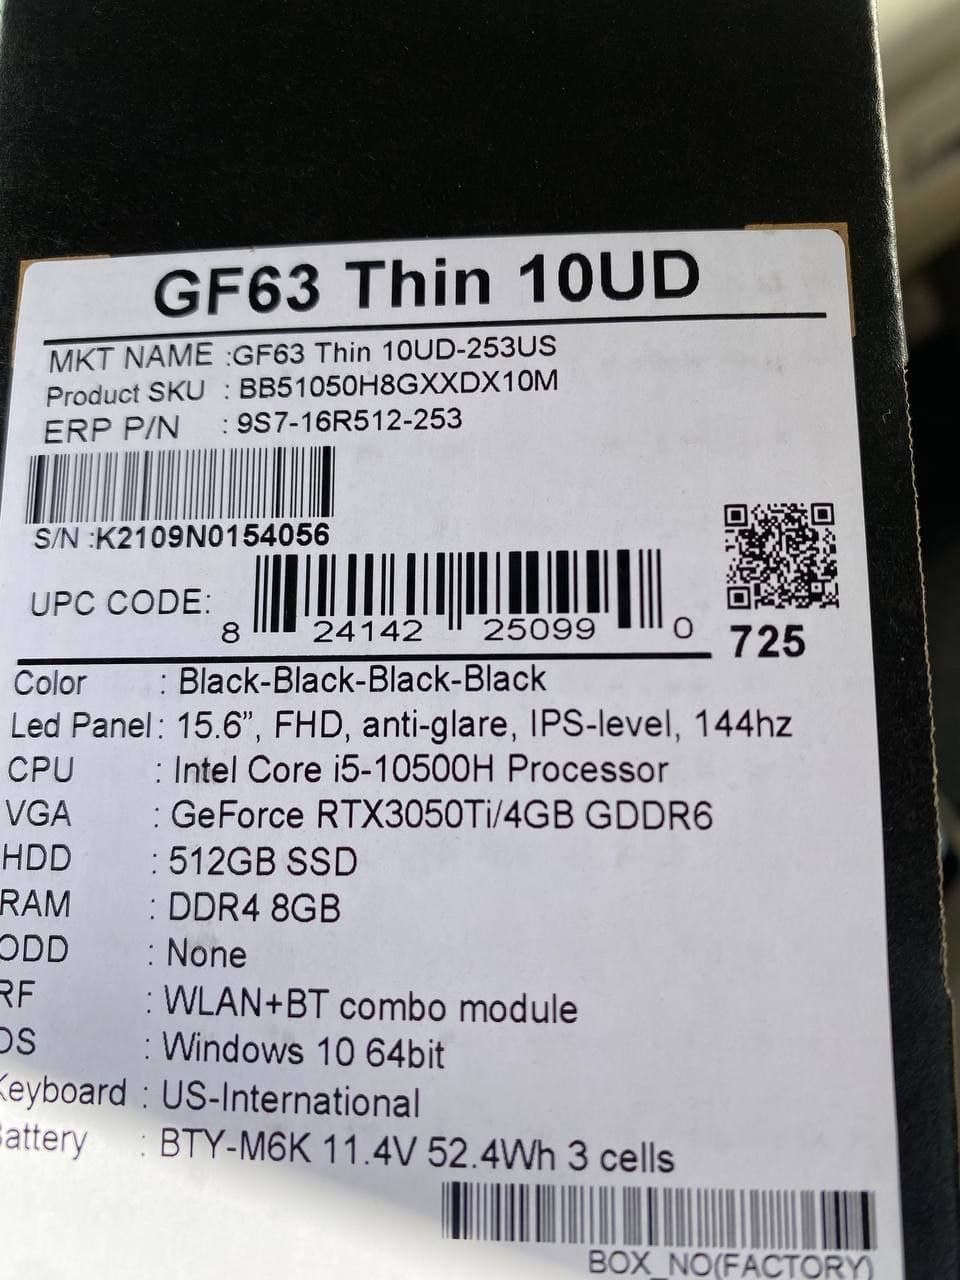 GF63 Thin 10UD
MKT NAME :GF63 Thin 10UD-253US
Product SKU : BB51050H8GXXDX10M
ERP P/N : 9S7-16R512-253
S/N :K2109N0154056
UPC CODE:
8 24142 25099 0
725
Color : Black-Black-Black-Black
Led Panel : 15.6”, FHD, anti-glare, IPS-level, 144hz
CPU : Intel Core i5-10500H Processor
VGA : GeForce RTX3050Ti/4GB GDDR6
HDD : 512GB SSD
RAM : DDR4 8GB
ODD : None
RF : WLAN+BT combo module
OS : Windows 10 64bit
Keyboard : US-International
Battery : BTY-M6K 11.4V 52.4Wh 3 cells
BOX_NO(FACTORY)